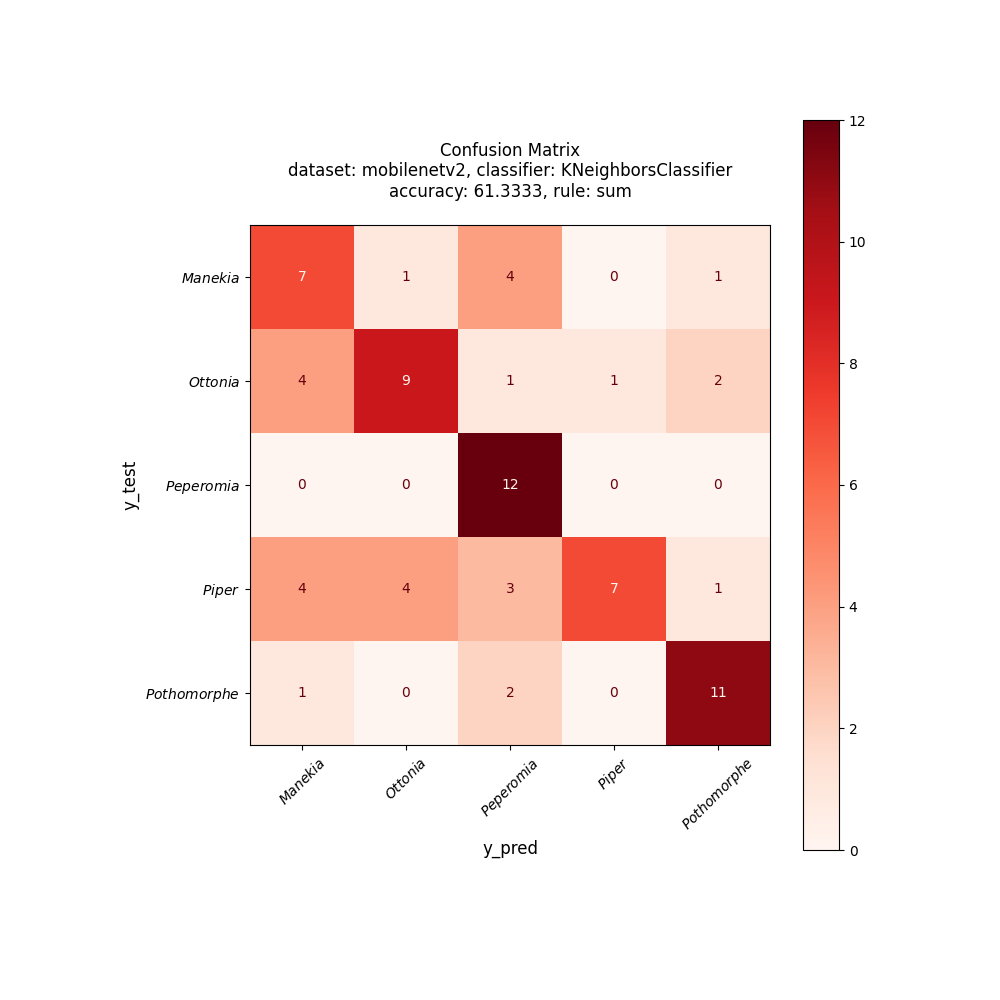 Confusion Matrix
dataset: mobilenetv2, classifier: KNeighborsClassifier
accuracy: 61.3333, rule: sum
y_test
Manekia 7 1 4 0 1
Ottonia 4 9 1 1 2
Peperomia 0 0 12 0 0
Piper 4 4 3 7 1
Pothomorphe 1 0 2 0 11
Manekia Ottonia Peperomia Piper Pothomorphe
y_pred
12
10
8
6
4
2
0